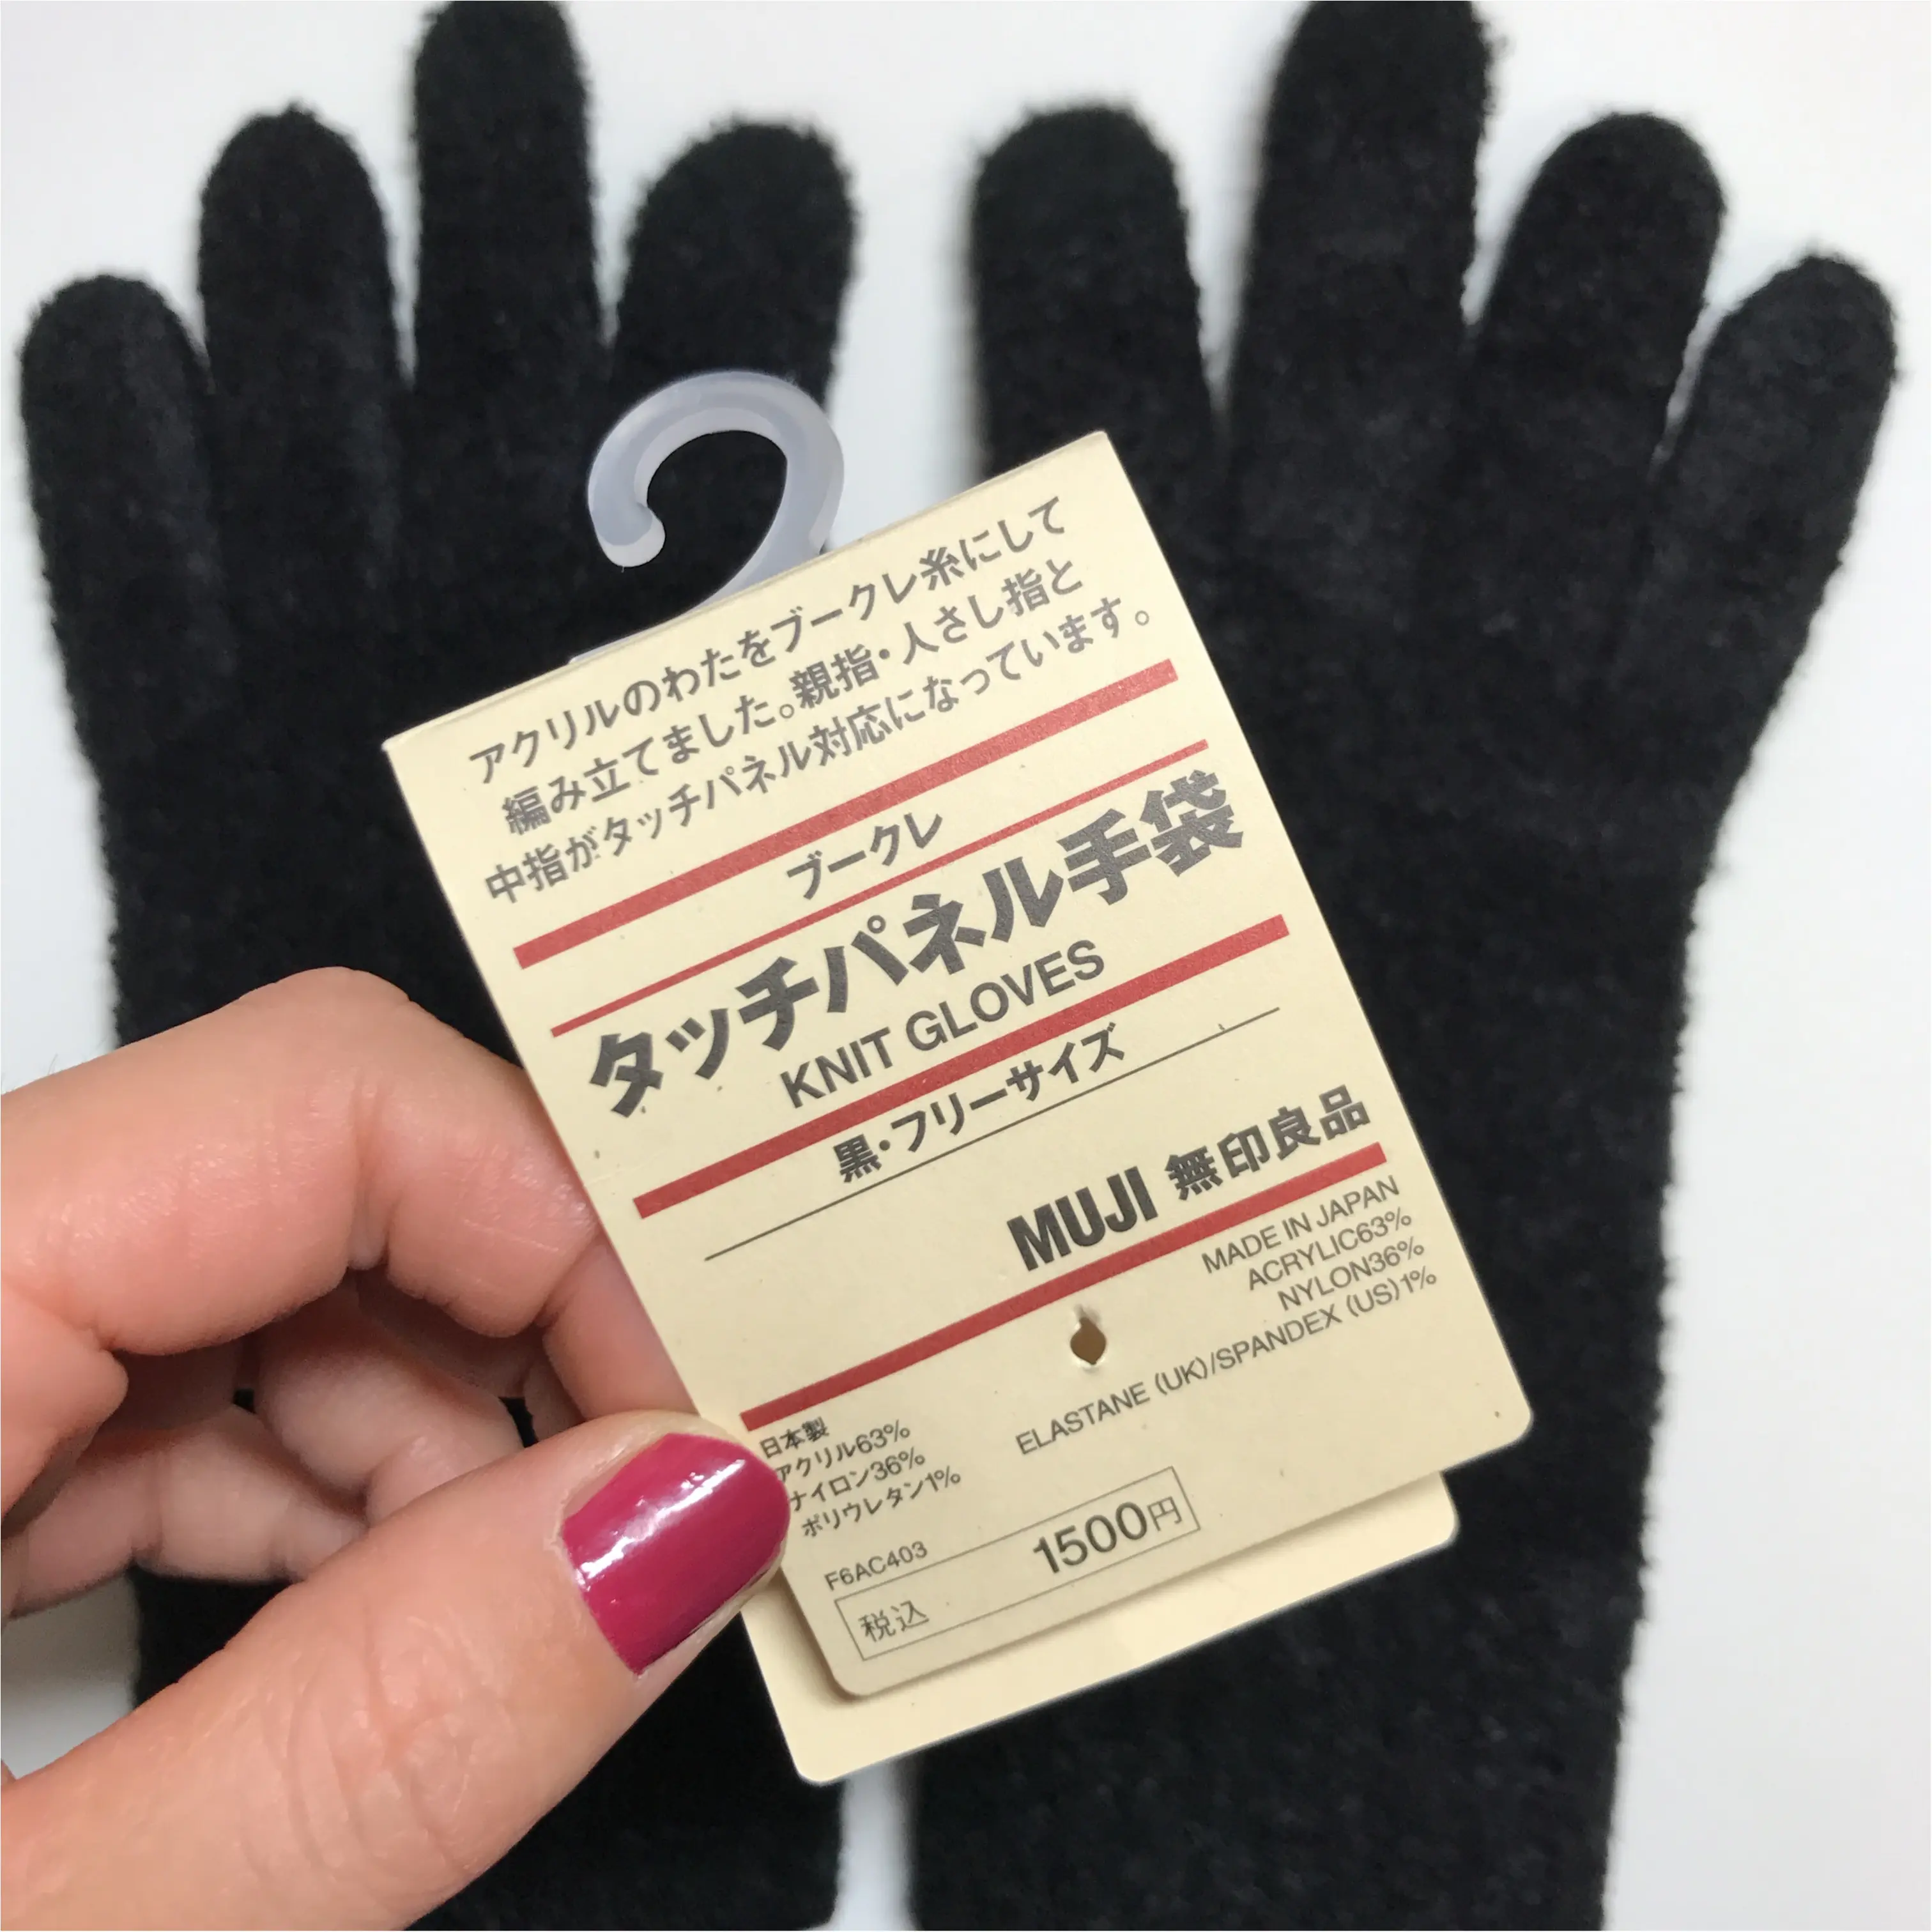 アクリルのわたをブークレ糸にして
編み立てました。親指・人さし指と
中指がタッチパネル対応になっています。
ブークレ
タッチパネル手袋
KNIT GLOVES
黒・フリーサイズ
MUJI 無印良品
MADE IN JAPAN
ACRYLIC63%
NYLON36%
ELASTANE (UK)/SPANDEX (US)1%
日本製
アクリル63%
ナイロン36%
ポリウレタン1%
F6AC403
税込 1500円